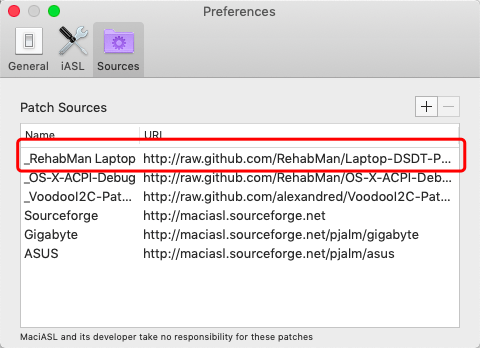 Preferences
General iASL Sources
Patch Sources + −
Name URL
_RehabMan Laptop http://raw.github.com/RehabMan/Laptop-DSDT-P...
_OS-X-ACPI-Debug http://raw.github.com/RehabMan/OS-X-ACPI-Deb...
_VoodooI2C-Pat... http://raw.github.com/alexandred/VoodooI2C-Pat...
Sourceforge http://maciasl.sourceforge.net
Gigabyte http://maciasl.sourceforge.net/pjalm/gigabyte
ASUS http://maciasl.sourceforge.net/pjalm/asus
MaciASL and its developer take no responsibility for these patches